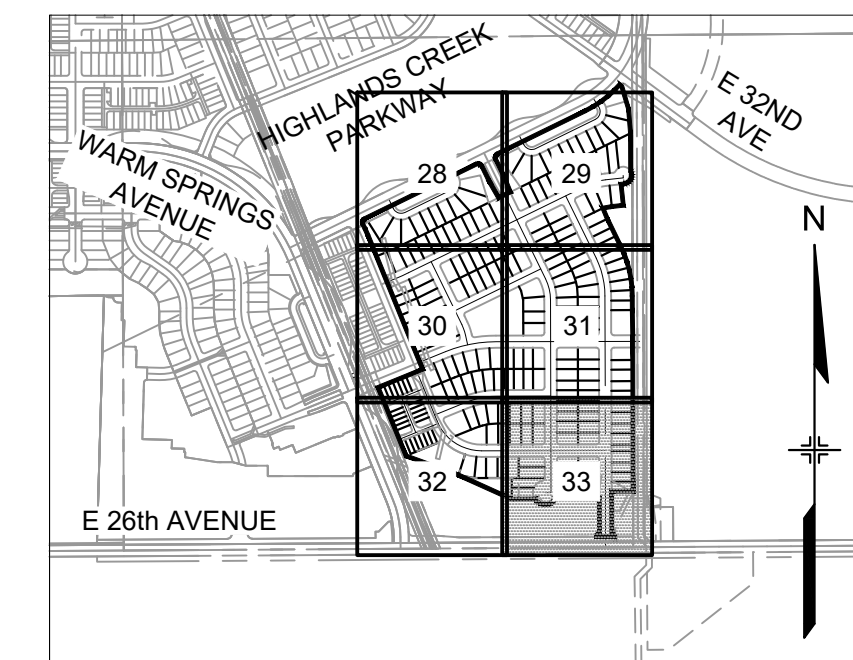 HIGHLANDS CREEK
PARKWAY
E 32ND
AVE
WARM SPRINGS
AVENUE
28
29
N
30
31
32
33
E 26th AVENUE